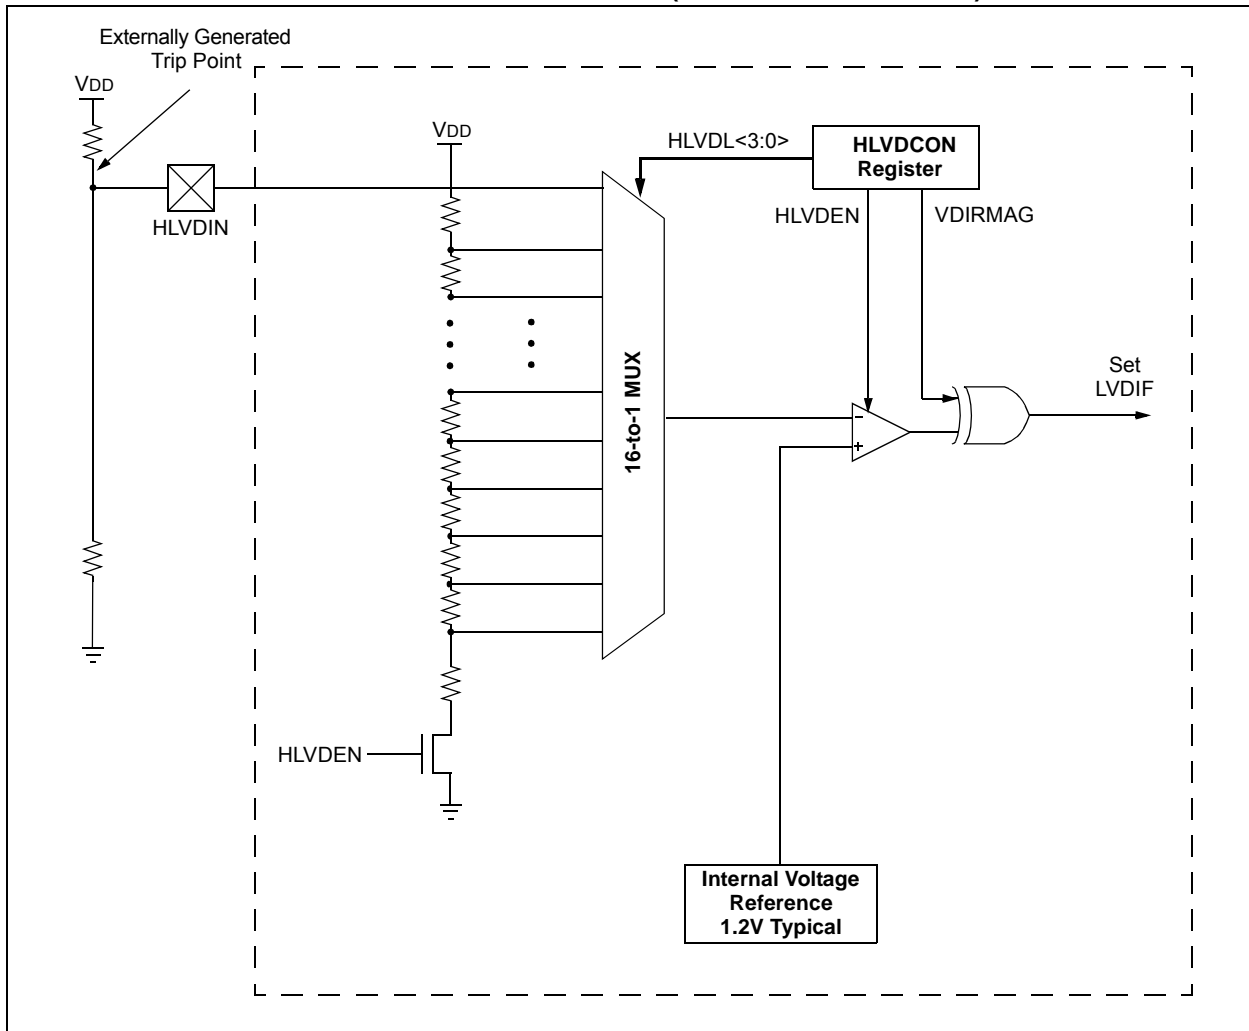 Externally Generated
Trip Point
VDD
VDD
HLVDL<3:0>
HLVDCON
Register
HLVDIN
HLVDEN
VDIRMAG
16-to-1 MUX
Set
LVDIF
–
+
HLVDEN
Internal Voltage
Reference
1.2V Typical